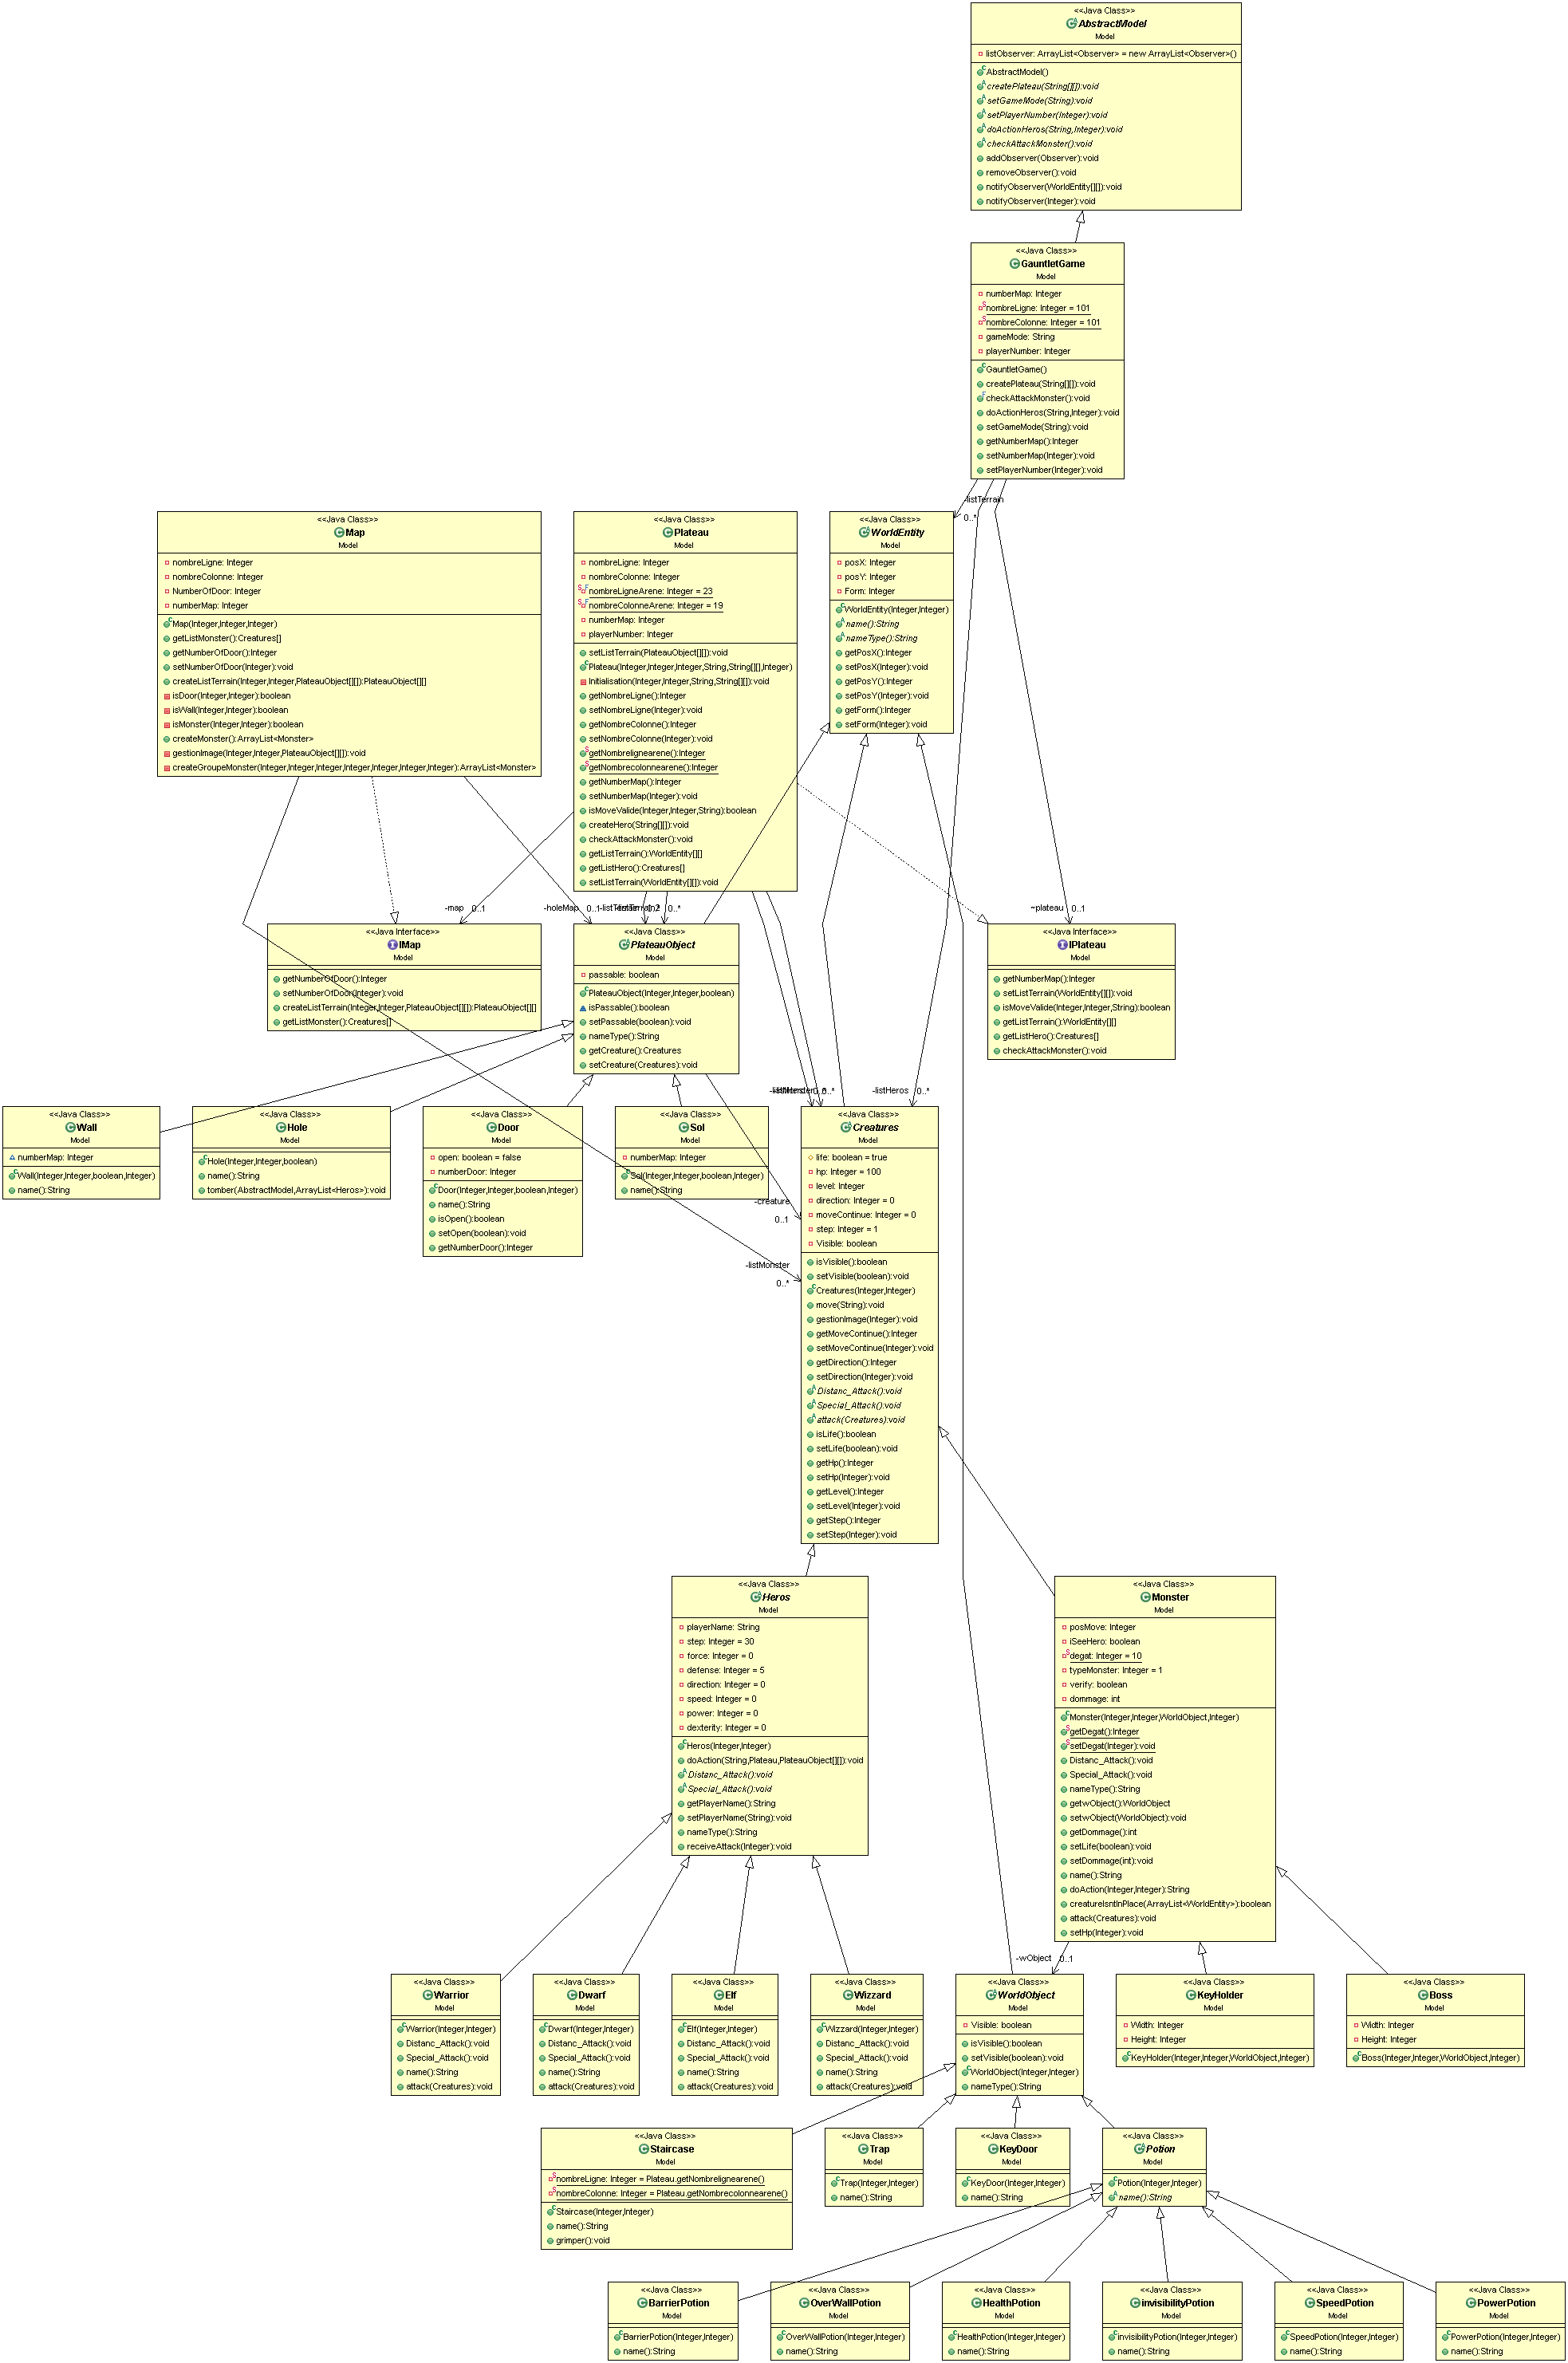 <<Java Class>>
AbstractModel
Model
listObserver: ArrayList<Observer> = new ArrayList<Observer>()
AbstractModel()
createPlateau(String[][]):void
setGameMode(String):void
setPlayerNumber(Integer):void
doActionHeros(String,Integer):void
checkAttackMonster():void
addObserver(Observer):void
removeObserver():void
notifyObserver(WorldEntity[][]):void
notifyObserver(Integer):void
<<Java Class>>
GauntletGame
Model
numberMap: Integer
nombreLigne: Integer = 101
nombreColonne: Integer = 101
gameMode: String
playerNumber: Integer
GauntletGame()
createPlateau(String[][]):void
checkAttackMonster():void
doActionHeros(String,Integer):void
setGameMode(String):void
getNumberMap():Integer
setNumberMap(Integer):void
setPlayerNumber(Integer):void
-listTerrain
0..*
<<Java Class>>
Map
Model
nombreLigne: Integer
nombreColonne: Integer
NumberOfDoor: Integer
numberMap: Integer
Map(Integer,Integer,Integer)
getListMonster():Creatures[]
getNumberOfDoor():Integer
setNumberOfDoor(Integer):void
createListTerrain(Integer,Integer,PlateauObject[][]):PlateauObject[][]
isDoor(Integer,Integer):boolean
isWall(Integer,Integer):boolean
isMonster(Integer,Integer):boolean
createMonster():ArrayList<Monster>
gestionImage(Integer,Integer,PlateauObject[][]):void
createGroupeMonster(Integer,Integer,Integer,Integer,Integer,Integer,Integer):ArrayList<Monster>
<<Java Class>>
Plateau
Model
nombreLigne: Integer
nombreColonne: Integer
nombreLigneArene: Integer = 23
nombreColonneArene: Integer = 19
numberMap: Integer
playerNumber: Integer
setListTerrain(PlateauObject[][]):void
Plateau(Integer,Integer,Integer,String,String[][],Integer)
Initialisation(Integer,Integer,String,String[][]):void
getNombreLigne():Integer
setNombreLigne(Integer):void
getNombreColonne():Integer
setNombreColonne(Integer):void
getNombrelignearene():Integer
getNombrecolonnearene():Integer
getNumberMap():Integer
setNumberMap(Integer):void
isMoveValide(Integer,Integer,String):boolean
createHero(String[][]):void
checkAttackMonster():void
getListTerrain():WorldEntity[][]
getListHero():Creatures[]
setListTerrain(WorldEntity[][]):void
<<Java Class>>
WorldEntity
Model
posX: Integer
posY: Integer
Form: Integer
WorldEntity(Integer,Integer)
name():String
nameType():String
getPosX():Integer
setPosX(Integer):void
getPosY():Integer
setPosY(Integer):void
getForm():Integer
setForm(Integer):void
-map
0..1
-holeMap
0..1
0..*
~plateau
0..1
<<Java Interface>>
IMap
Model
getNumberOfDoor():Integer
setNumberOfDoor(Integer):void
createListTerrain(Integer,Integer,PlateauObject[][]):PlateauObject[][]
getListMonster():Creatures[]
<<Java Class>>
PlateauObject
Model
passable: boolean
PlateauObject(Integer,Integer,boolean)
isPassable():boolean
setPassable(boolean):void
nameType():String
getCreature():Creatures
setCreature(Creatures):void
<<Java Interface>>
IPlateau
Model
getNumberMap():Integer
setListTerrain(WorldEntity[][]):void
isMoveValide(Integer,Integer,String):boolean
getListTerrain():WorldEntity[][]
getListHero():Creatures[]
checkAttackMonster():void
0..*
-listHeros
0..*
<<Java Class>>
Wall
Model
numberMap: Integer
Wall(Integer,Integer,boolean,Integer)
name():String
<<Java Class>>
Hole
Model
Hole(Integer,Integer,boolean)
name():String
tomber(AbstractModel,ArrayList<Heros>):void
<<Java Class>>
Door
Model
open: boolean = false
numberDoor: Integer
Door(Integer,Integer,boolean,Integer)
name():String
isOpen():boolean
setOpen(boolean):void
getNumberDoor():Integer
<<Java Class>>
Sol
Model
numberMap: Integer
Sol(Integer,Integer,boolean,Integer)
name():String
-creature
0..1
-listMonster
0..*
<<Java Class>>
Creatures
Model
life: boolean = true
hp: Integer = 100
level: Integer
direction: Integer = 0
moveContinue: Integer = 0
step: Integer = 1
Visible: boolean
isVisible():boolean
setVisible(boolean):void
Creatures(Integer,Integer)
move(String):void
gestionImage(Integer):void
getMoveContinue():Integer
setMoveContinue(Integer):void
getDirection():Integer
setDirection(Integer):void
Distanc_Attack():void
Special_Attack():void
attack(Creatures):void
isLife():boolean
setLife(boolean):void
getHp():Integer
setHp(Integer):void
getLevel():Integer
setLevel(Integer):void
getStep():Integer
setStep(Integer):void
<<Java Class>>
Heros
Model
playerName: String
step: Integer = 30
force: Integer = 0
defense: Integer = 5
direction: Integer = 0
speed: Integer = 0
power: Integer = 0
dexterity: Integer = 0
Heros(Integer,Integer)
doAction(String,Plateau,PlateauObject[][]):void
Distanc_Attack():void
Special_Attack():void
getPlayerName():String
setPlayerName(String):void
nameType():String
receiveAttack(Integer):void
<<Java Class>>
Monster
Model
posMove: Integer
iSeeHero: boolean
degat: Integer = 10
typeMonster: Integer = 1
verify: boolean
dommage: int
Monster(Integer,Integer,WorldObject,Integer)
getDegat():Integer
setDegat(Integer):void
Distanc_Attack():void
Special_Attack():void
nameType():String
getwObject():WorldObject
setwObject(WorldObject):void
getDommage():int
setLife(boolean):void
setDommage(int):void
name():String
doAction(Integer,Integer):String
creatureIsntInPlace(ArrayList<WorldEntity>):boolean
attack(Creatures):void
setHp(Integer):void
-wObject
0..1
<<Java Class>>
Warrior
Model
Warrior(Integer,Integer)
Distanc_Attack():void
Special_Attack():void
name():String
attack(Creatures):void
<<Java Class>>
Dwarf
Model
Dwarf(Integer,Integer)
Distanc_Attack():void
Special_Attack():void
name():String
attack(Creatures):void
<<Java Class>>
Elf
Model
Elf(Integer,Integer)
Distanc_Attack():void
Special_Attack():void
name():String
attack(Creatures):void
<<Java Class>>
Wizzard
Model
Wizzard(Integer,Integer)
Distanc_Attack():void
Special_Attack():void
name():String
attack(Creatures):void
<<Java Class>>
WorldObject
Model
Visible: boolean
isVisible():boolean
setVisible(boolean):void
WorldObject(Integer,Integer)
nameType():String
<<Java Class>>
KeyHolder
Model
Width: Integer
Height: Integer
KeyHolder(Integer,Integer,WorldObject,Integer)
<<Java Class>>
Boss
Model
Width: Integer
Height: Integer
Boss(Integer,Integer,WorldObject,Integer)
<<Java Class>>
Staircase
Model
nombreLigne: Integer = Plateau.getNombrelignearene()
nombreColonne: Integer = Plateau.getNombrecolonnearene()
Staircase(Integer,Integer)
name():String
grimper():void
<<Java Class>>
Trap
Model
Trap(Integer,Integer)
name():String
<<Java Class>>
KeyDoor
Model
KeyDoor(Integer,Integer)
name():String
<<Java Class>>
Potion
Model
Potion(Integer,Integer)
name():String
<<Java Class>>
BarrierPotion
Model
BarrierPotion(Integer,Integer)
name():String
<<Java Class>>
OverWallPotion
Model
OverWallPotion(Integer,Integer)
name():String
<<Java Class>>
HealthPotion
Model
HealthPotion(Integer,Integer)
name():String
<<Java Class>>
invisibilityPotion
Model
invisibilityPotion(Integer,Integer)
name():String
<<Java Class>>
SpeedPotion
Model
SpeedPotion(Integer,Integer)
name():String
<<Java Class>>
PowerPotion
Model
PowerPotion(Integer,Integer)
name():String